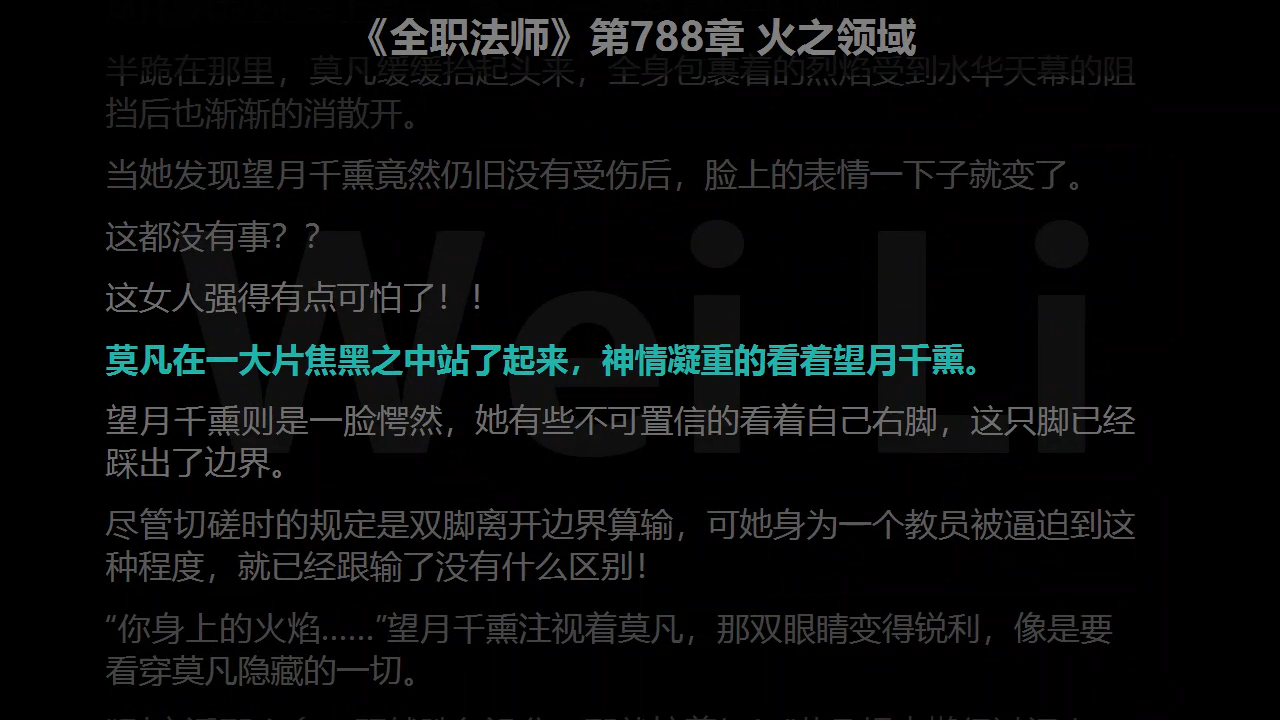 《全职法师》第788章 火之领域
半跪在那里，莫凡缓缓抬起头来，全身包裹着的烈焰受到水华天幕的阻
挡后也渐渐的消散开。
当她发现望月千熏竟然仍旧没有受伤后，脸上的表情一下子就变了。
这都没有事？？
这女人强得有点可怕了！！
莫凡在一大片焦黑之中站了起来，神情凝重的看着望月千熏。
望月千熏则是一脸愕然，她有些不可置信的看着自己右脚，这只脚已经
踩出了边界。
尽管切磋时的规定是双脚离开边界算输，可她身为一个教员被逼迫到这
种程度，就已经跟输了没有什么区别！
“你身上的火焰……”望月千熏注视着莫凡，那双眼睛变得锐利，像是要
看穿莫凡隐藏的一切。
Wei Li